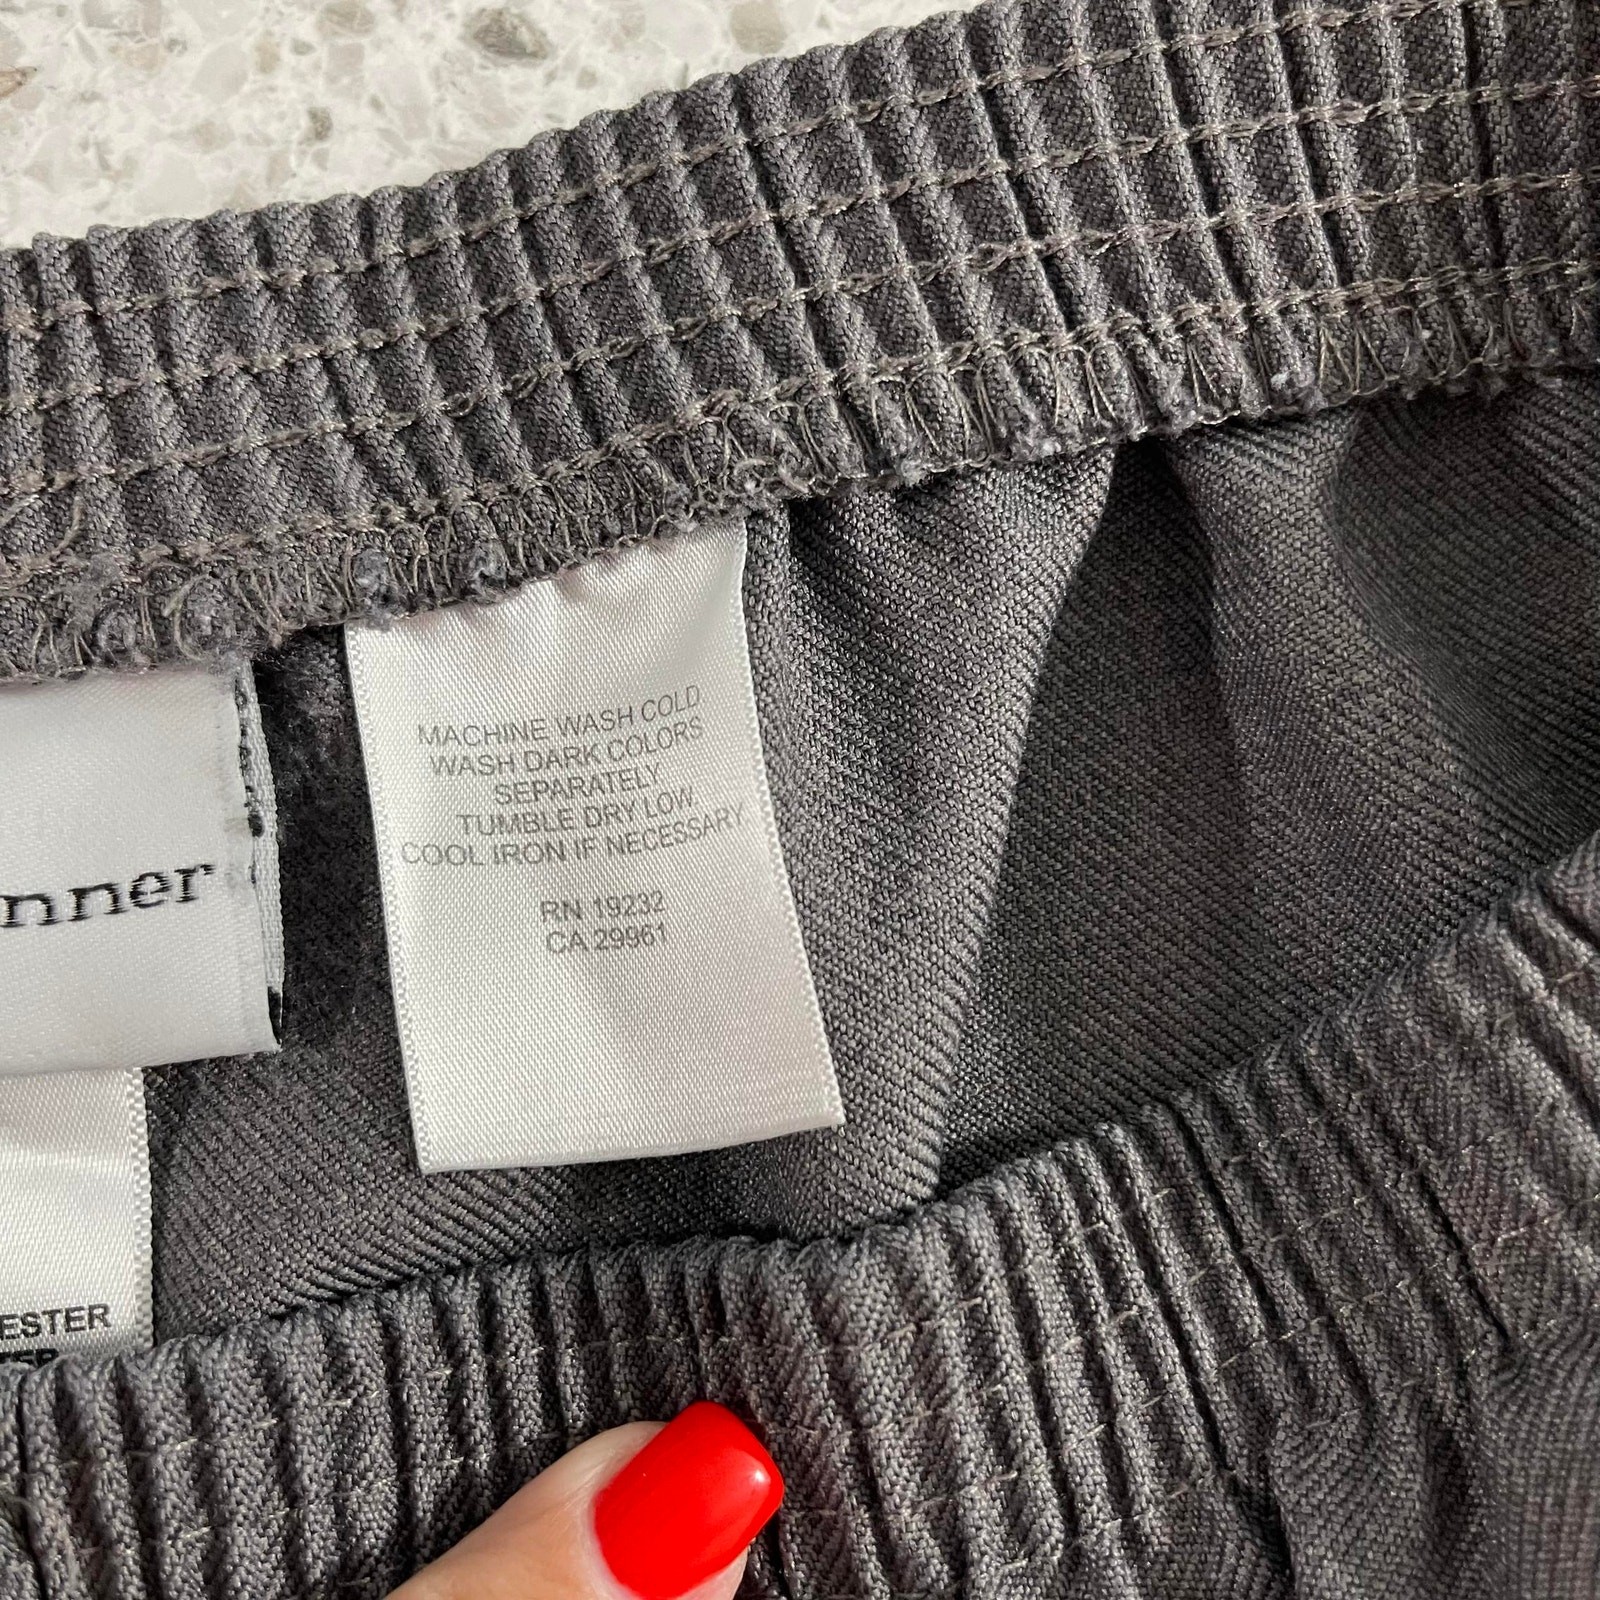 MACHINE WASH COLD
WASH DARK COLORS
SEPARATELY
TUMBLE DRY LOW
COOL IRON IF NECESSARY
RN 19232
CA 29961
nner
ESTER